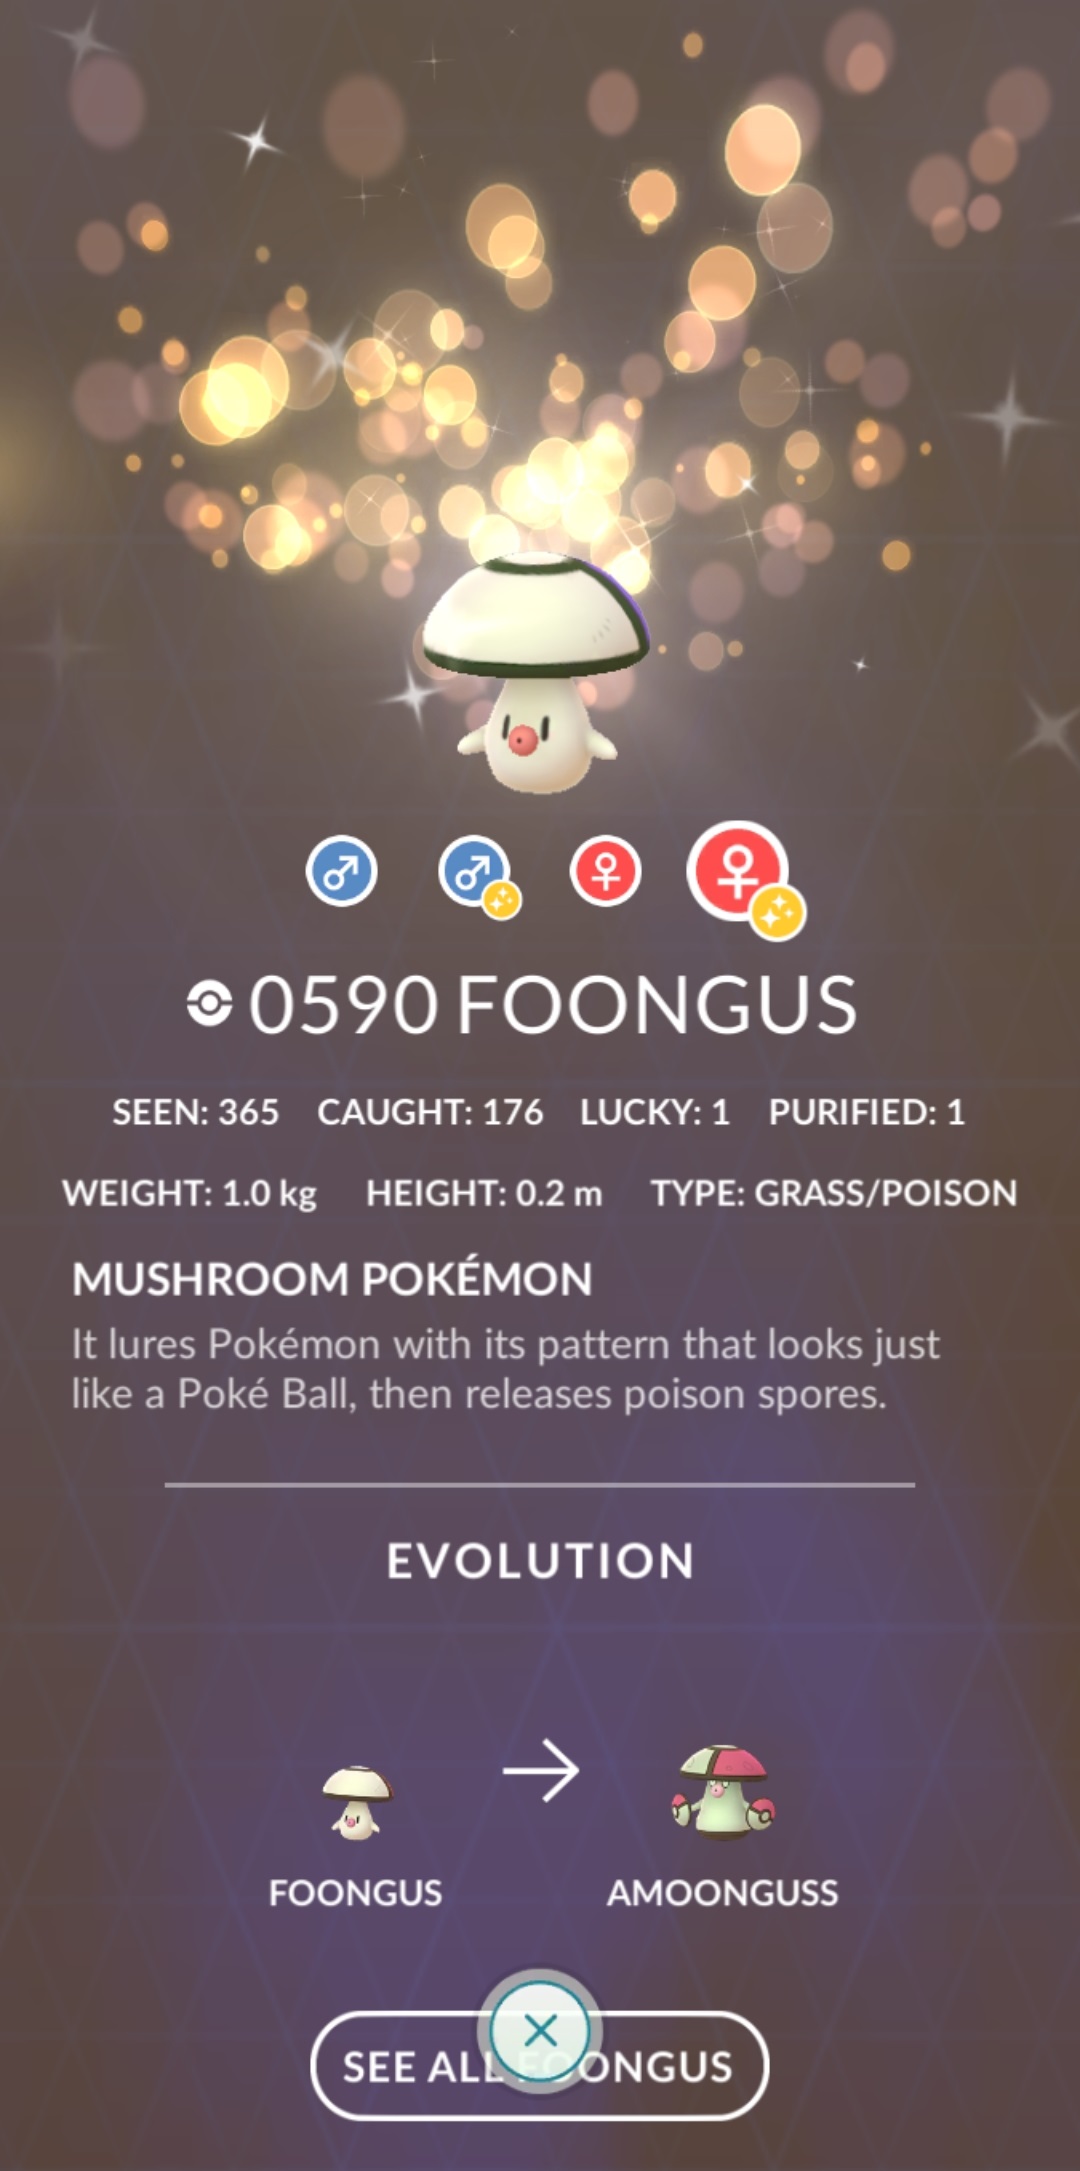 0590 FOONGUS
SEEN: 365 CAUGHT: 176 LUCKY: 1 PURIFIED: 1
WEIGHT: 1.0 kg HEIGHT: 0.2 m TYPE: GRASS/POISON
MUSHROOM POKÉMON
It lures Pokémon with its pattern that looks just
like a Poké Ball, then releases poison spores.
EVOLUTION
FOONGUS AMOONGUSS
SEE ALL FOONGUS